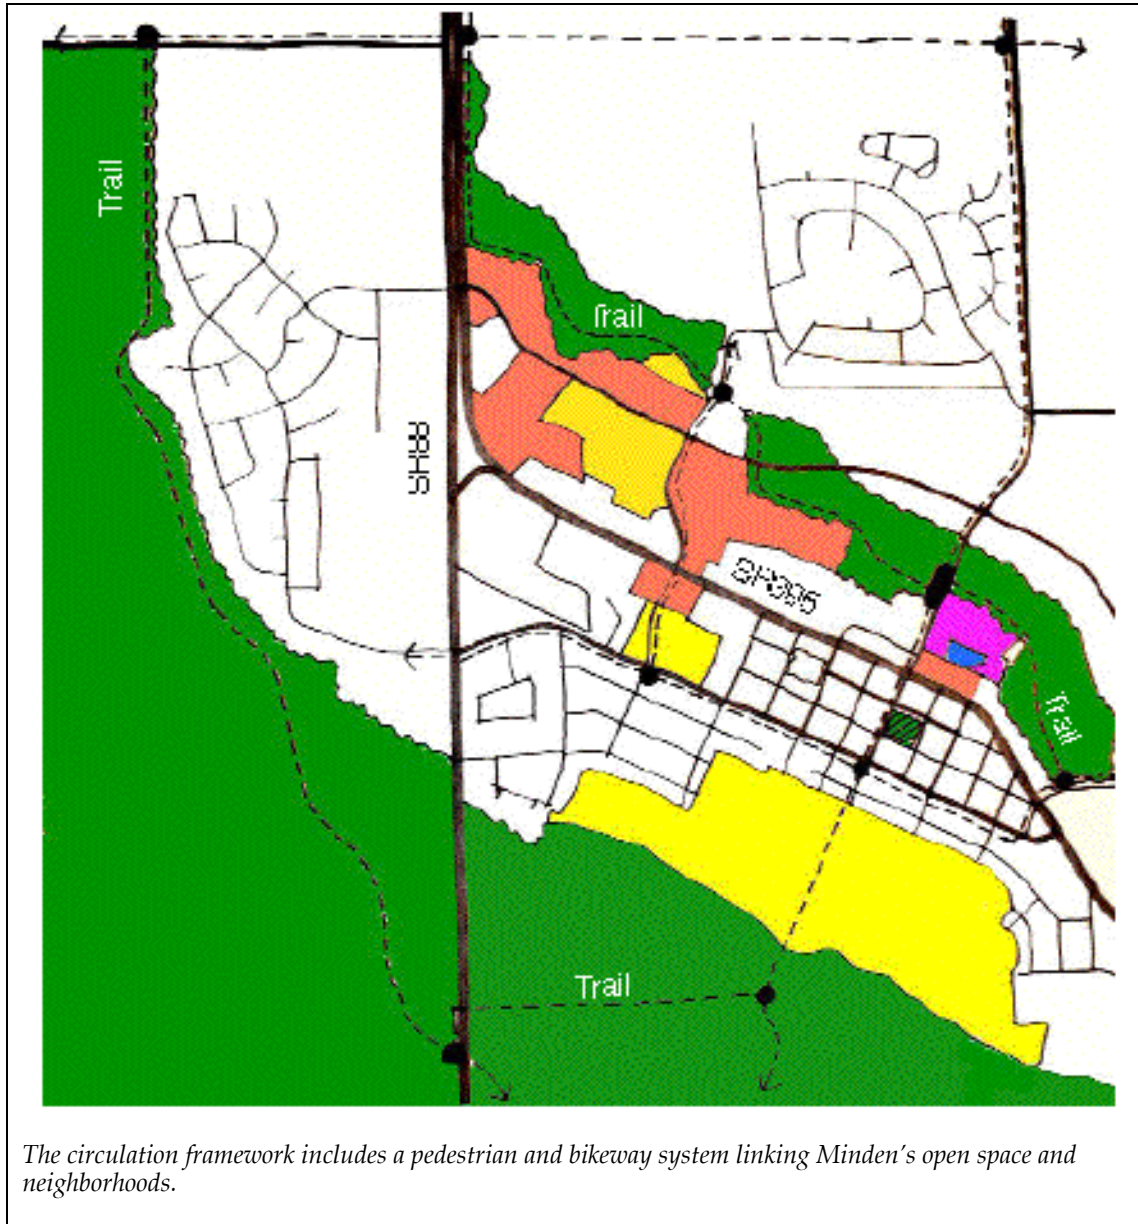 Trail
Trail
SH88
SH395
Trail
Trail
The circulation framework includes a pedestrian and bikeway system linking Minden's open space and
neighborhoods.